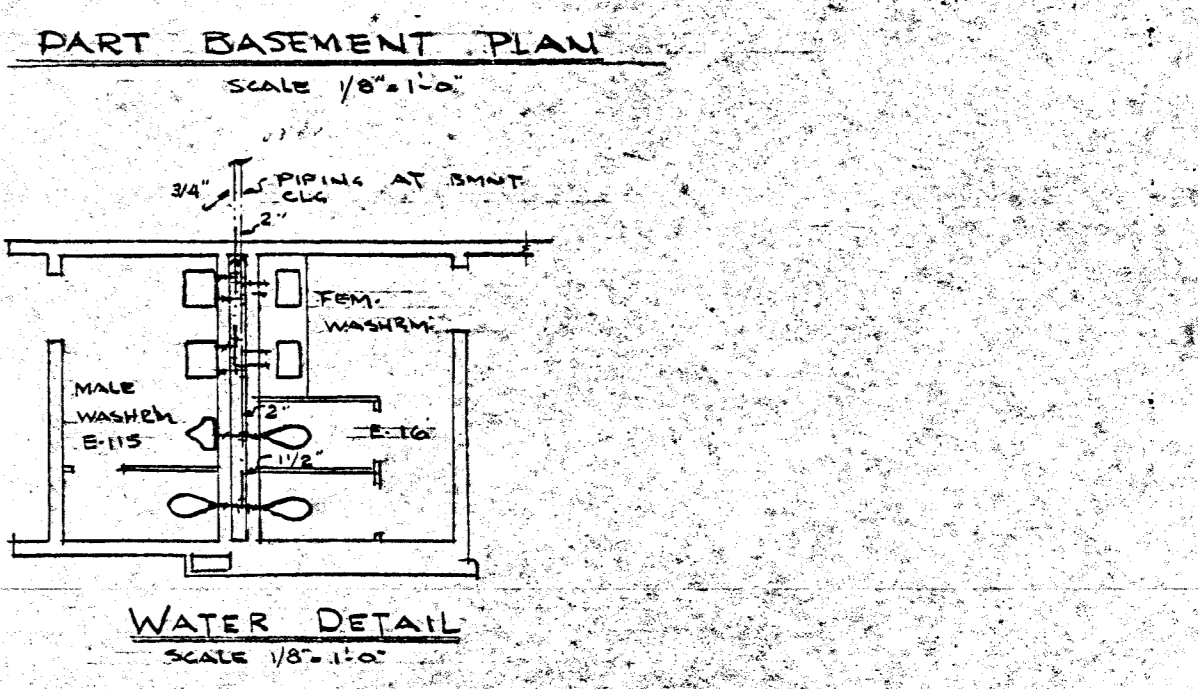 PART BASEMENT PLAN
SCALE 1/8"=1'-0"
3/4"
PIPING AT BMNT
CLG
2"
FEM.
WASHRM.
MALE
WASHRM.
E-115
2"
E-116
1 1/2"
WATER DETAIL
SCALE 1/8"=1'-0"